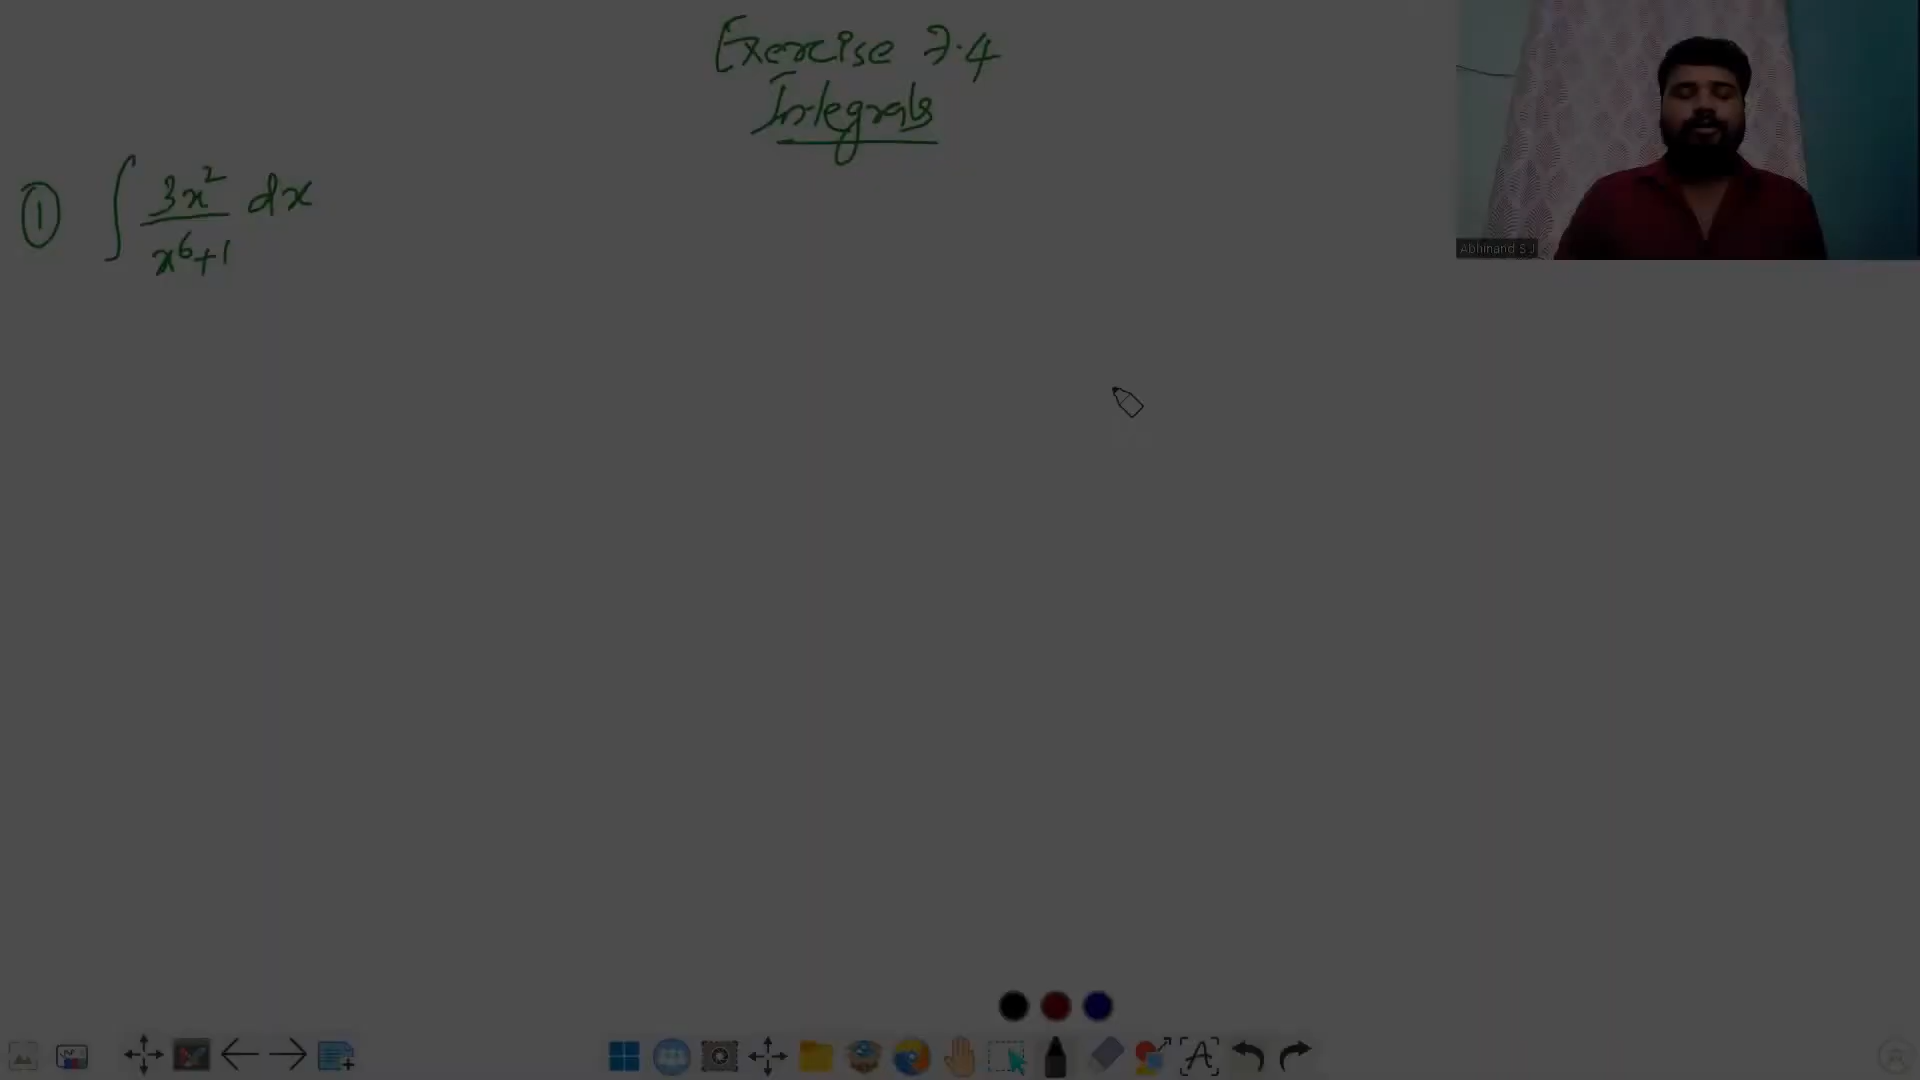 Exercise 7.4
Integrals
① ∫ 3x²/x⁶+1 dx
Abhinand S J